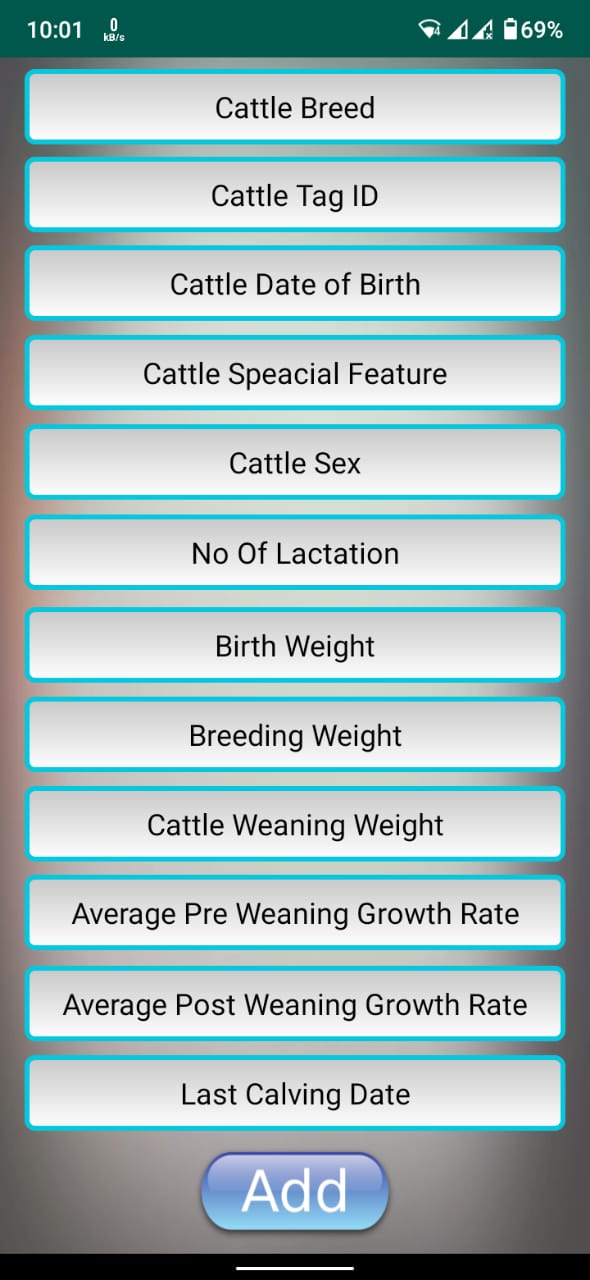 10:01 0 kB/s 4 69%
Cattle Breed
Cattle Tag ID
Cattle Date of Birth
Cattle Speacial Feature
Cattle Sex
No Of Lactation
Birth Weight
Breeding Weight
Cattle Weaning Weight
Average Pre Weaning Growth Rate
Average Post Weaning Growth Rate
Last Calving Date
Add